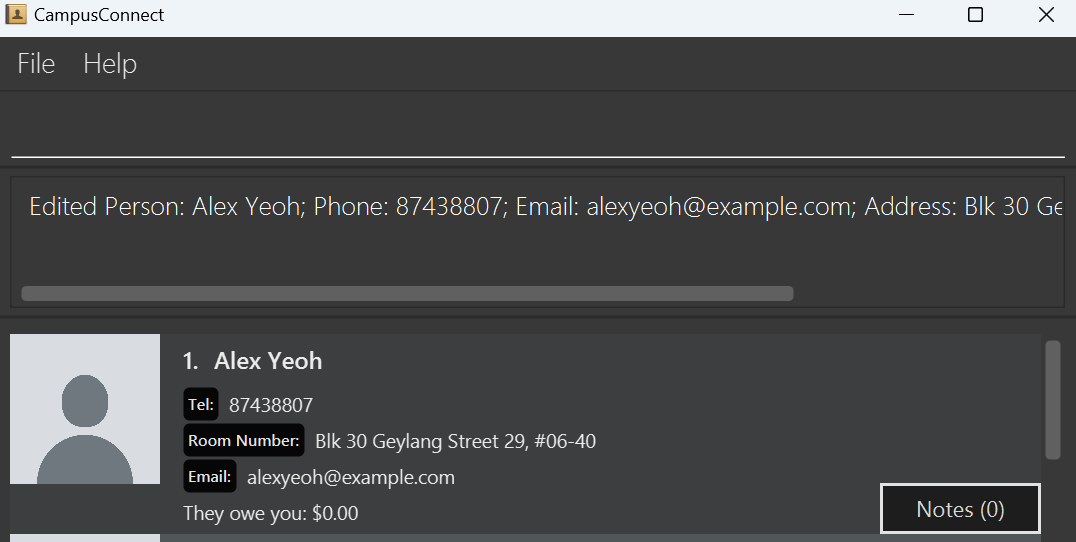 CampusConnect
File Help
Edited Person: Alex Yeoh; Phone: 87438807; Email: alexyeoh@example.com; Address: Blk 30 Ge
1. Alex Yeoh
Tel: 87438807
Room Number: Blk 30 Geylang Street 29, #06-40
Email: alexyeoh@example.com
They owe you: $0.00
Notes (0)